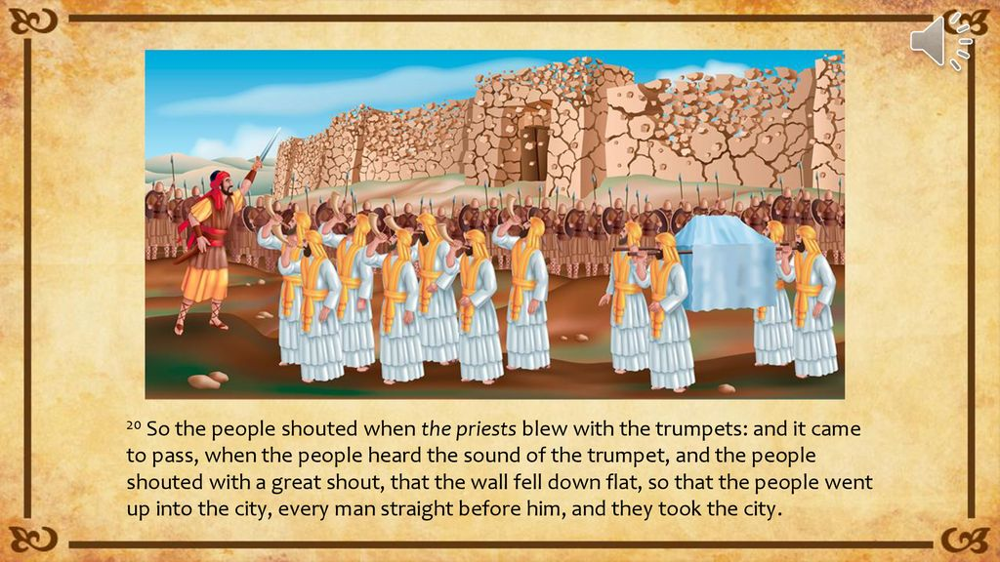 20 So the people shouted when the priests blew with the trumpets: and it came
to pass, when the people heard the sound of the trumpet, and the people
shouted with a great shout, that the wall fell down flat, so that the people went
up into the city, every man straight before him, and they took the city.